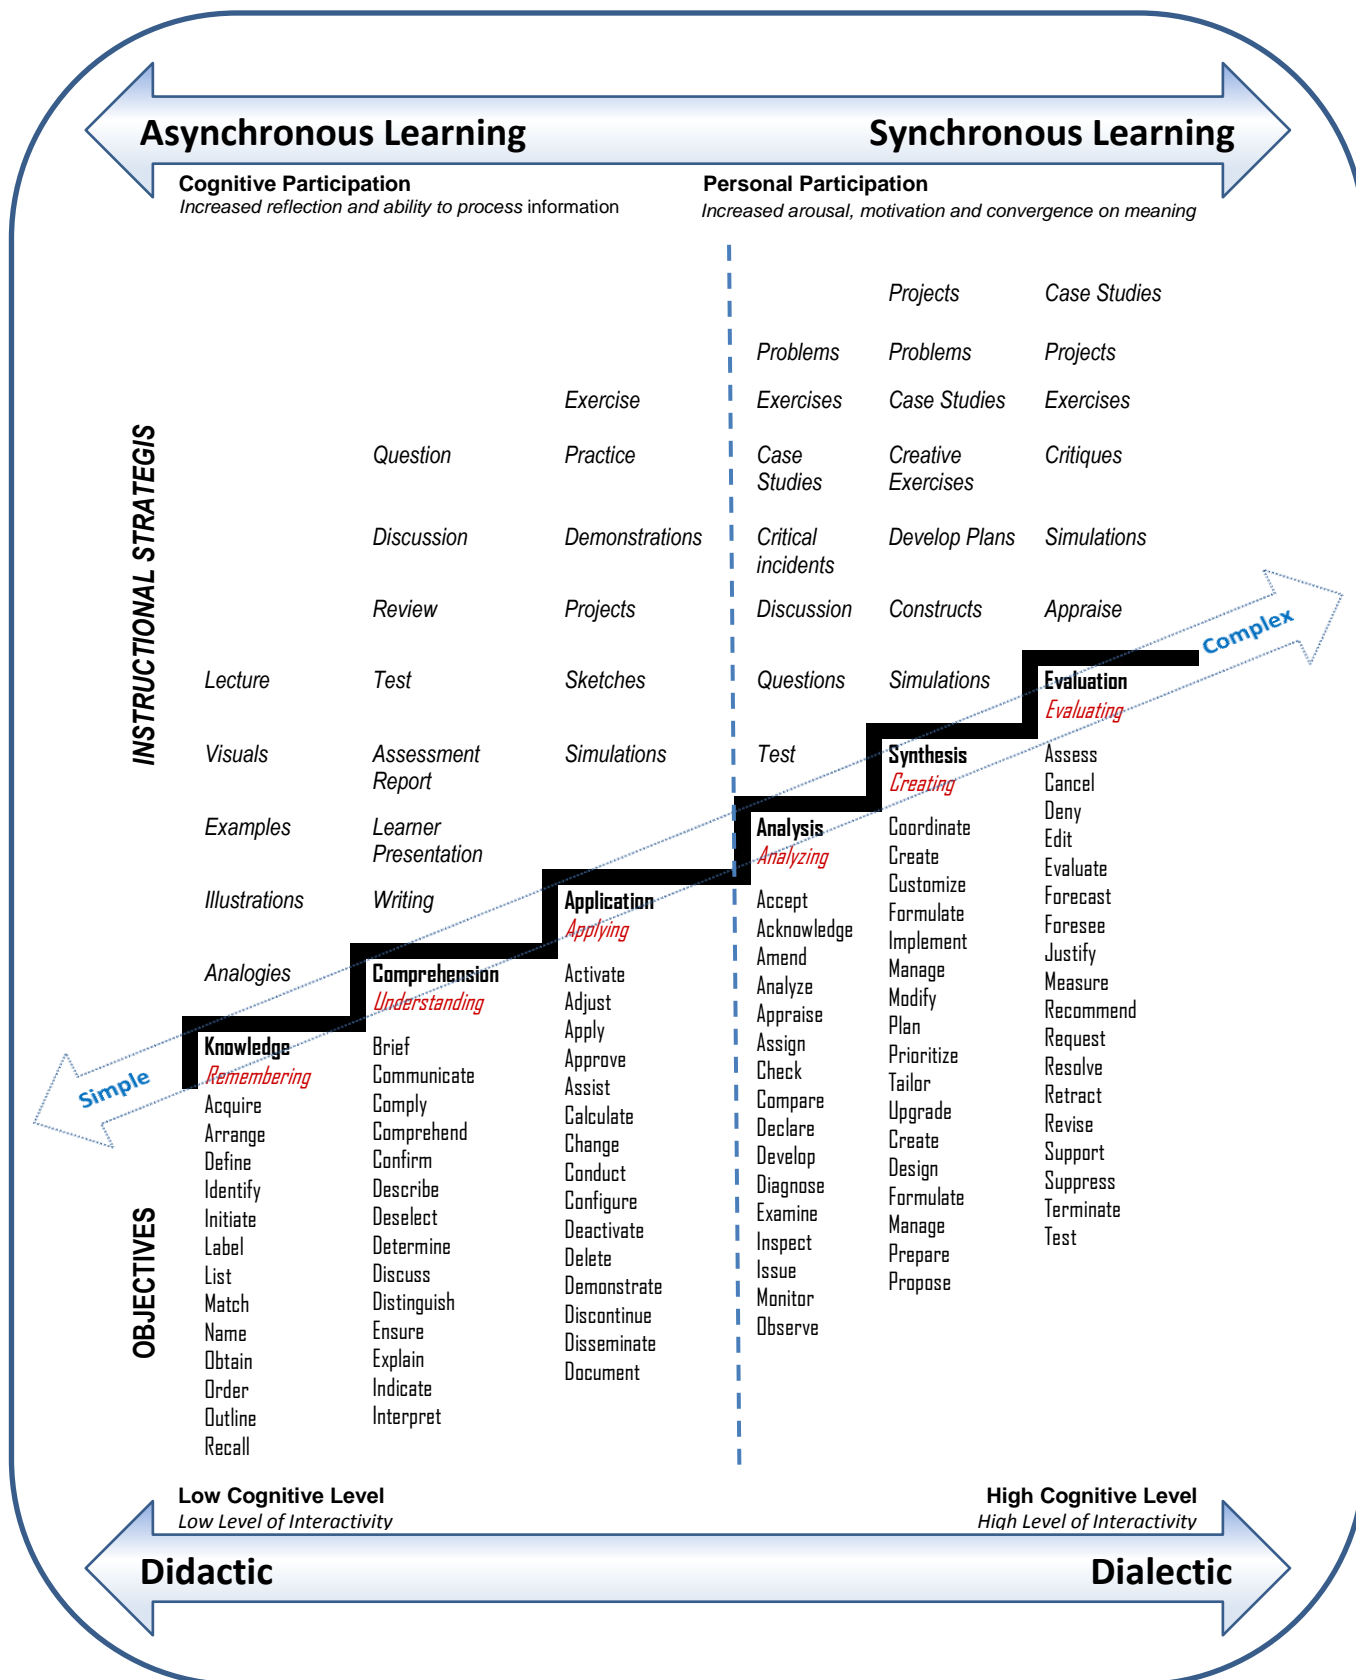 Asynchronous Learning
Synchronous Learning
Cognitive Participation
Increased reflection and ability to process information
Personal Participation
Increased arousal, motivation and convergence on meaning
INSTRUCTIONAL STRATEGIS
Lecture
Visuals
Examples
Illustrations
Analogies
Question
Discussion
Review
Test
Assessment
Report
Learner
Presentation
Writing
Exercise
Practice
Demonstrations
Projects
Sketches
Simulations
Problems
Exercises
Case
Studies
Critical
incidents
Discussion
Questions
Test
Projects
Problems
Case Studies
Creative
Exercises
Develop Plans
Constructs
Simulations
Case Studies
Projects
Exercises
Critiques
Simulations
Appraise
Simple
Complex
OBJECTIVES
Knowledge
Remembering
Acquire
Arrange
Define
Identify
Initiate
Label
List
Match
Name
Obtain
Order
Outline
Recall
Comprehension
Understanding
Brief
Communicate
Comply
Comprehend
Confirm
Describe
Deselect
Determine
Discuss
Distinguish
Ensure
Explain
Indicate
Interpret
Application
Applying
Activate
Adjust
Apply
Approve
Assist
Calculate
Change
Conduct
Configure
Deactivate
Delete
Demonstrate
Discontinue
Disseminate
Document
Analysis
Analyzing
Accept
Acknowledge
Amend
Analyze
Appraise
Assign
Check
Compare
Declare
Develop
Diagnose
Examine
Inspect
Issue
Monitor
Observe
Synthesis
Creating
Coordinate
Create
Customize
Formulate
Implement
Manage
Modify
Plan
Prioritize
Tailor
Upgrade
Create
Design
Formulate
Manage
Prepare
Propose
Evaluation
Evaluating
Assess
Cancel
Deny
Edit
Evaluate
Forecast
Foresee
Justify
Measure
Recommend
Request
Resolve
Retract
Revise
Support
Suppress
Terminate
Test
Low Cognitive Level
Low Level of Interactivity
High Cognitive Level
High Level of Interactivity
Didactic
Dialectic